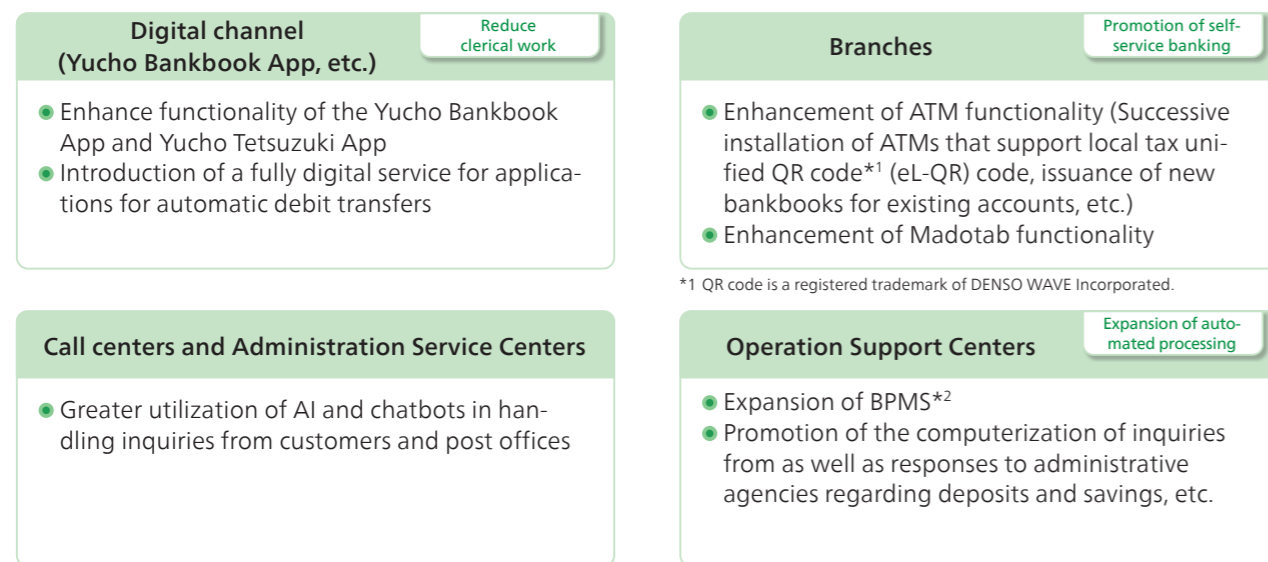 Digital channel
(Yucho Bankbook App, etc.)
Reduce
clerical work
● Enhance functionality of the Yucho Bankbook
App and Yucho Tetsuzuki App
● Introduction of a fully digital service for applica-
tions for automatic debit transfers
Branches
Promotion of self-
service banking
● Enhancement of ATM functionality (Successive
installation of ATMs that support local tax uni-
fied QR code*1 (eL-QR) code, issuance of new
bankbooks for existing accounts, etc.)
● Enhancement of Madotab functionality
*1 QR code is a registered trademark of DENSO WAVE Incorporated.
Call centers and Administration Service Centers
● Greater utilization of AI and chatbots in han-
dling inquiries from customers and post offices
Operation Support Centers
Expansion of auto-
mated processing
● Expansion of BPMS*2
● Promotion of the computerization of inquiries
from as well as responses to administrative
agencies regarding deposits and savings, etc.